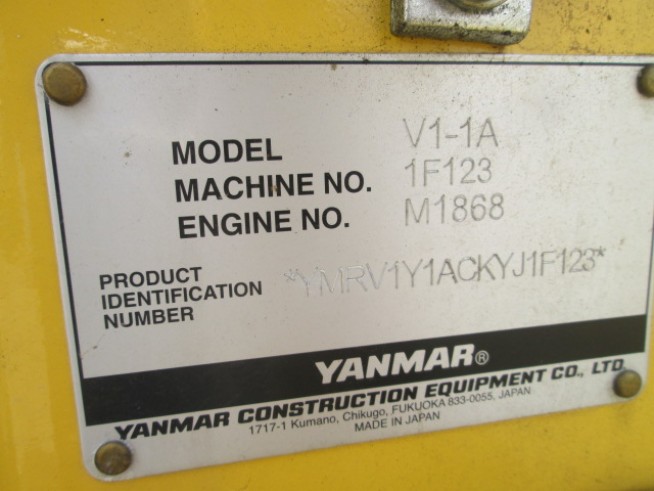 MODEL V1-1A
MACHINE NO. 1F123
ENGINE NO. M1868
PRODUCT
IDENTIFICATION
NUMBER
*YMRV1Y1ACKYJ1F123*
YANMAR®
YANMAR CONSTRUCTION EQUIPMENT CO., LTD.
1717-1 Kumano, Chikugo, FUKUOKA 833-0055, JAPAN
MADE IN JAPAN